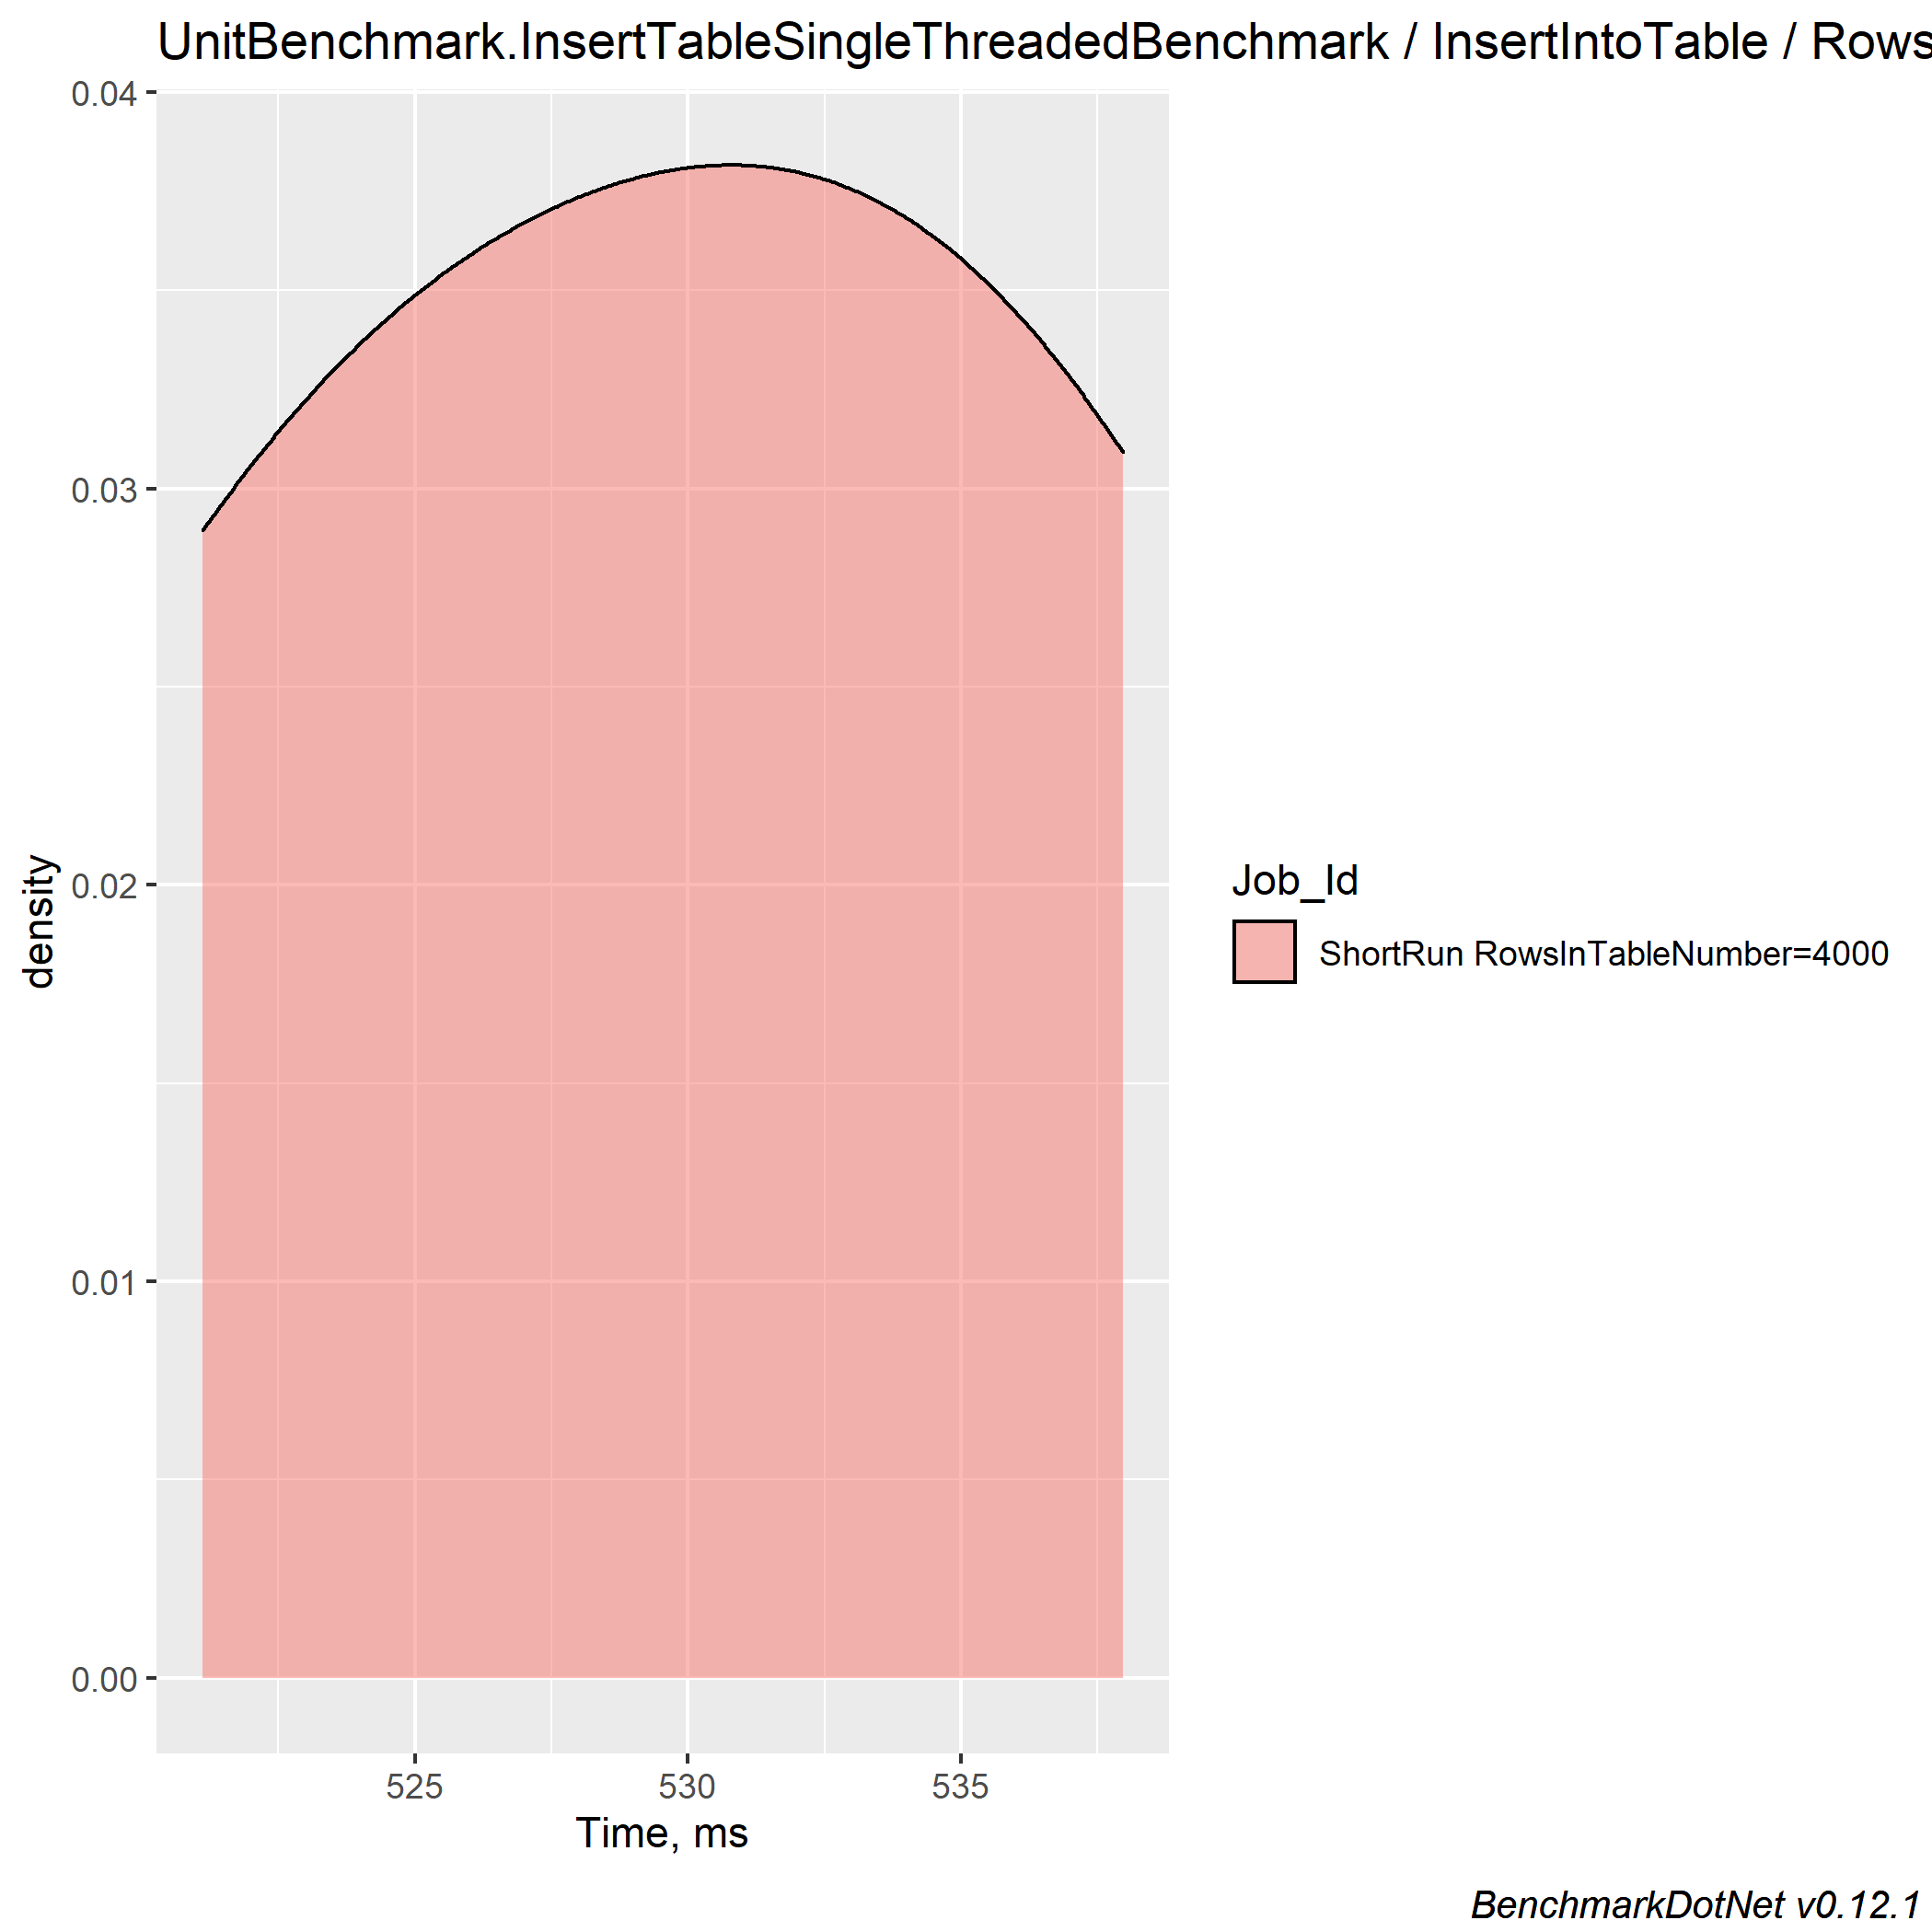 UnitBenchmark.InsertTableSingleThreadedBenchmark / InsertIntoTable / Rows
0.04
0.03
0.02
0.01
0.00
density
525 530 535
Time, ms
Job_Id
ShortRun RowsInTableNumber=4000
BenchmarkDotNet v0.12.1